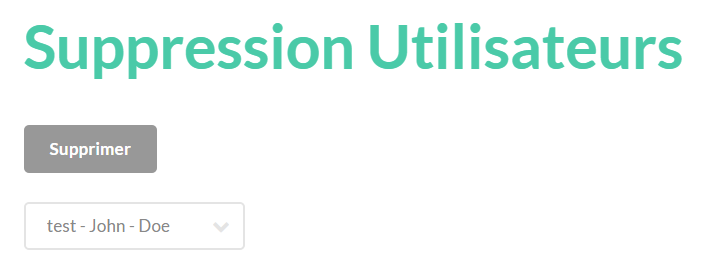 Suppression Utilisateurs
Supprimer
test - John - Doe